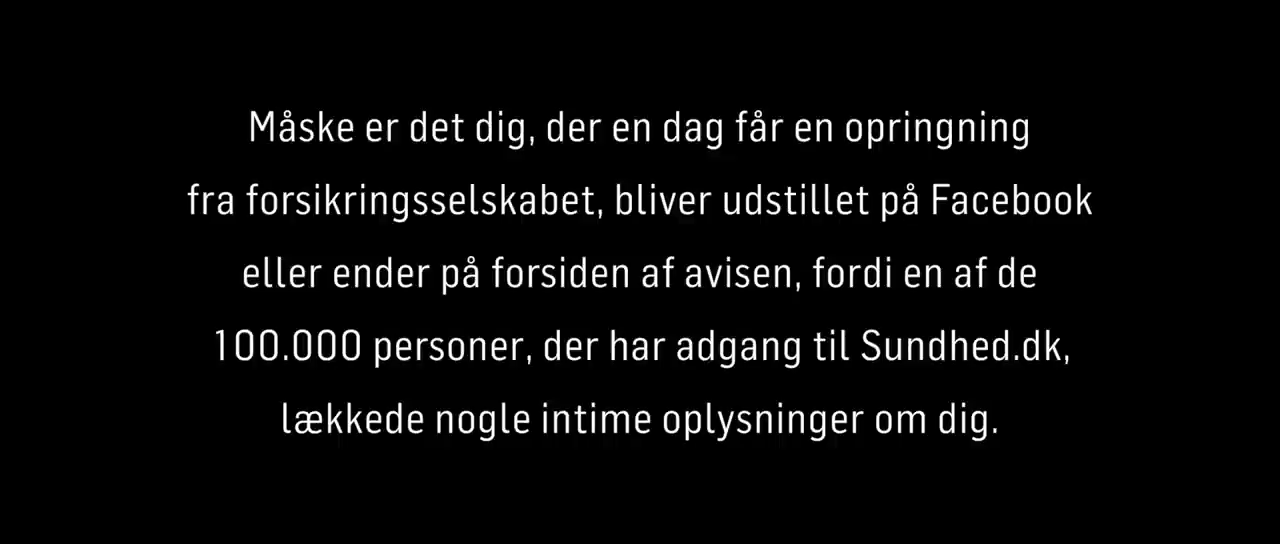 Måske er det dig, der en dag får en opringning
fra forsikringsselskabet, bliver udstillet på Facebook
eller ender på forsiden af avisen, fordi en af de
100.000 personer, der har adgang til Sundhed.dk,
lækkede nogle intime oplysninger om dig.